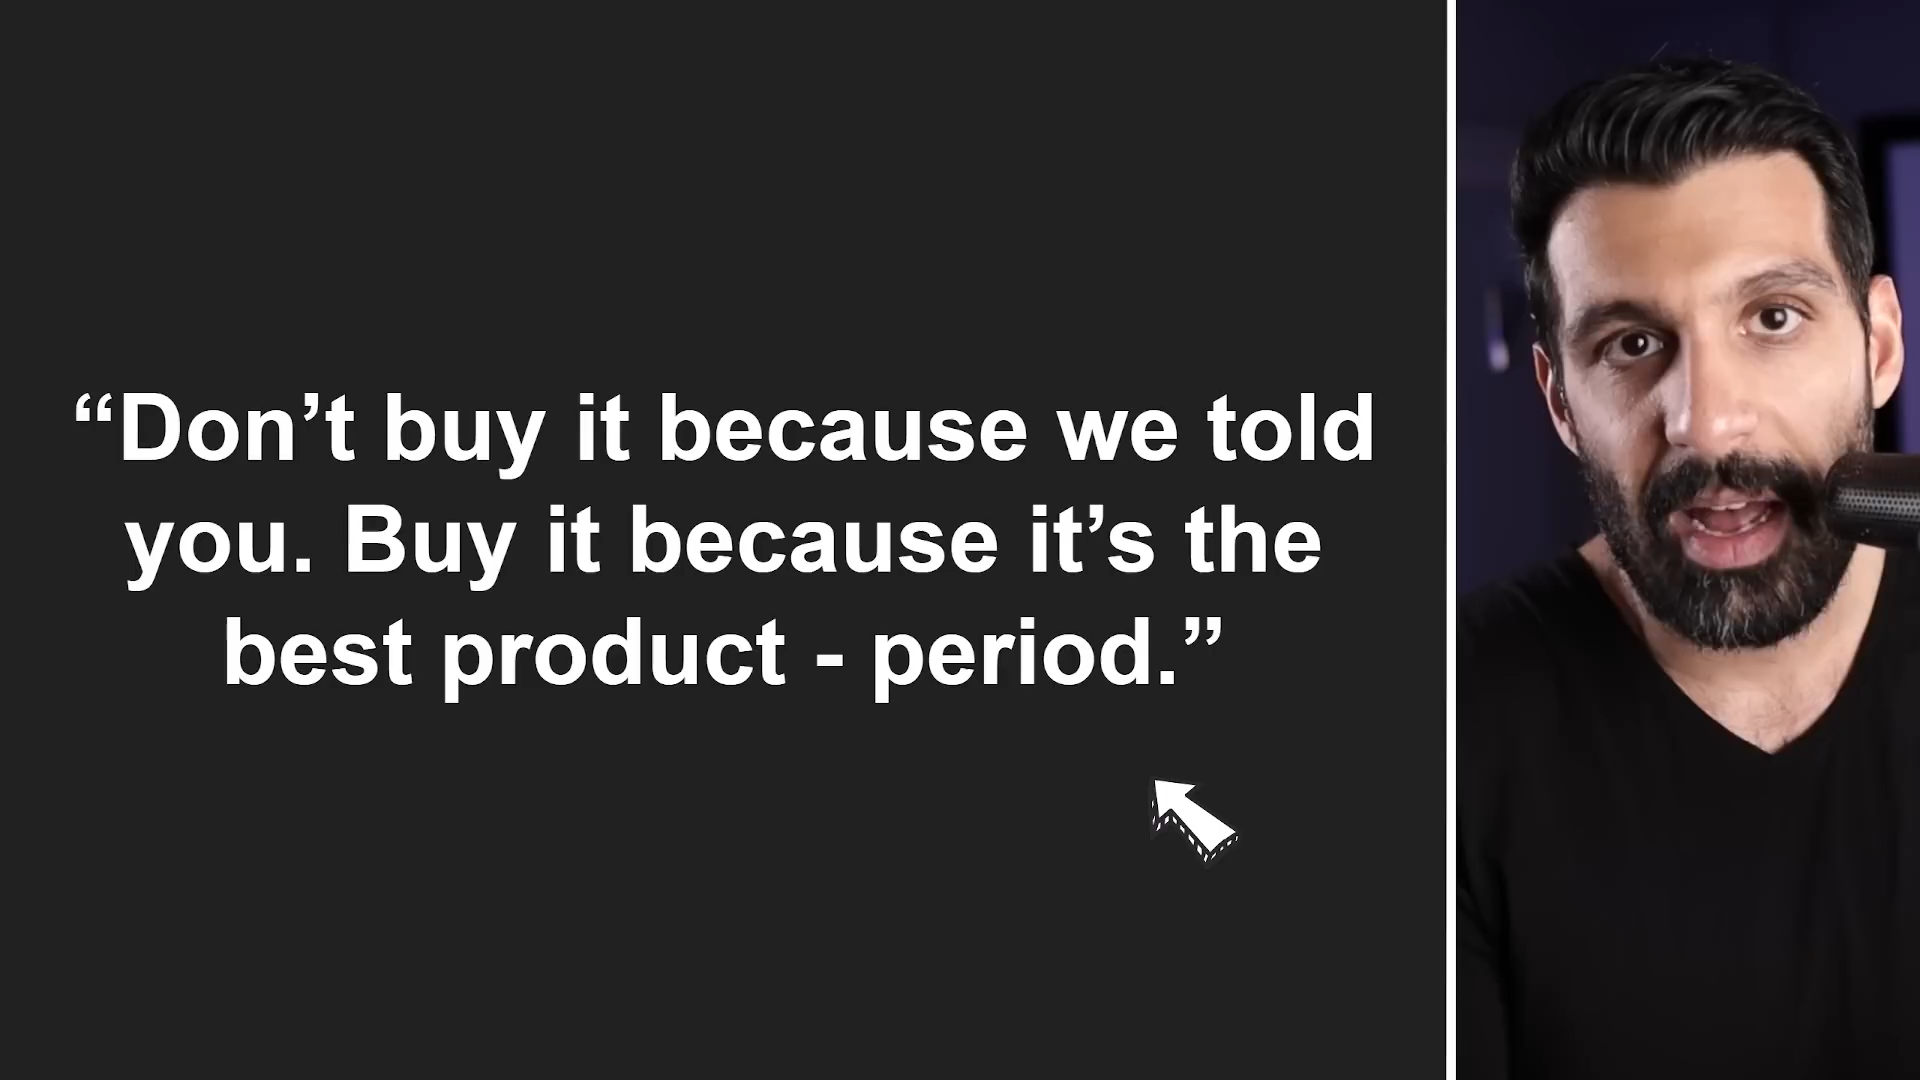 “Don’t buy it because we told
you. Buy it because it’s the
best product - period.”